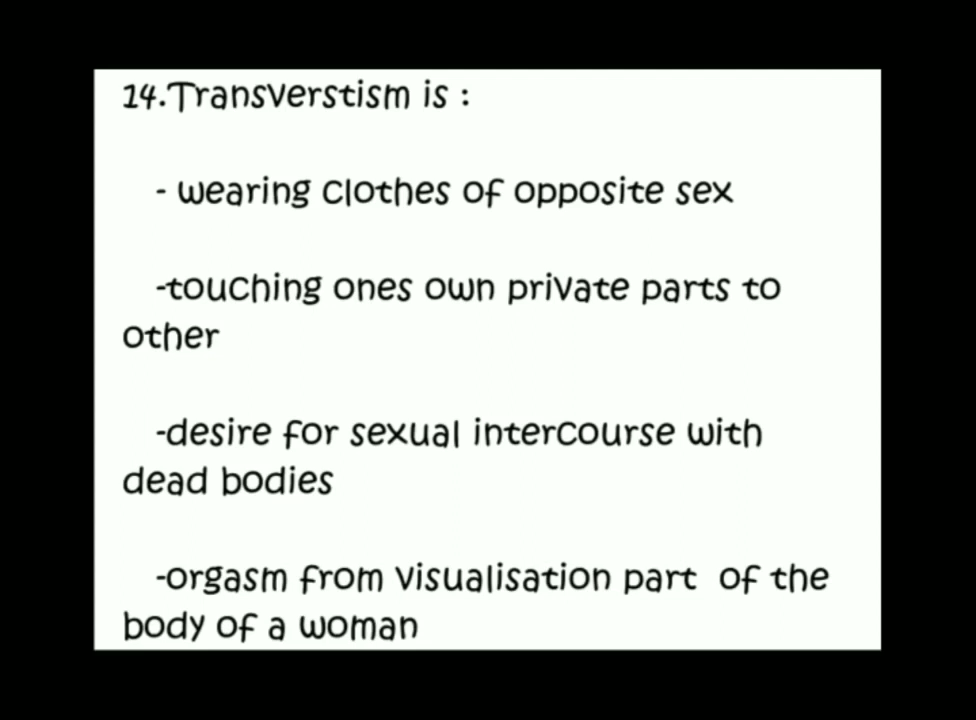 14.Transverstism is :
- wearing clothes of opposite sex
-touching ones own private parts to
other
-desire for sexual intercourse with
dead bodies
-orgasm from visualisation part of the
body of a woman